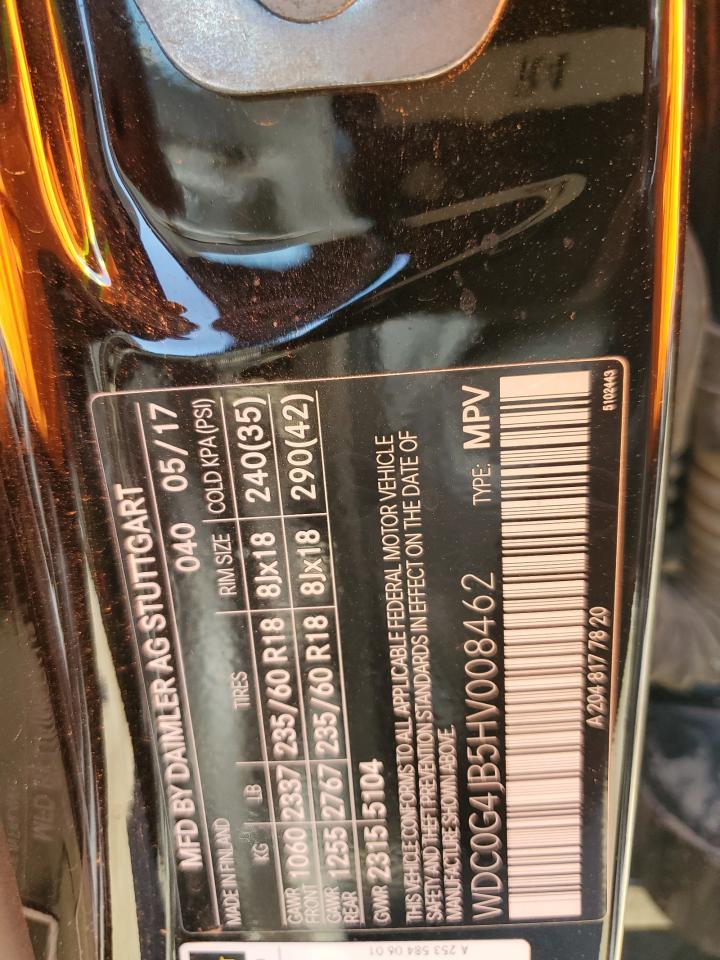 MFD BY DAIMLER AG STUTTGART
MADE IN FINLAND 040 05/17
KG LB TIRES RIM SIZE COLD KPA(PSI)
GAWR FRONT 1060 2337 235/60 R18 8Jx18 240(35)
GAWR REAR 1255 2767 235/60 R18 8Jx18 290(42)
GVWR 2315 5104
THIS VEHICLE CONFORMS TO ALL APPLICABLE FEDERAL MOTOR VEHICLE
SAFETY AND THEFT PREVENTION STANDARDS IN EFFECT ON THE DATE OF
MANUFACTURE SHOWN ABOVE.
WDC0G4JB5HV008462 TYPE: MPV
A 204 817 78 20
5102443
A 253 584 06 01